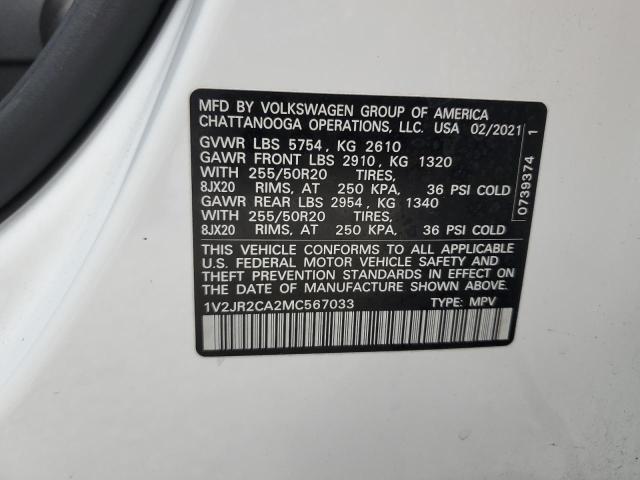 MFD BY VOLKSWAGEN GROUP OF AMERICA
CHATTANOOGA OPERATIONS, LLC. USA 02/2021
GVWR LBS 5754, KG 2610
GAWR FRONT LBS 2910, KG 1320
WITH 255/50R20 TIRES,
8JX20 RIMS, AT 250 KPA, 36 PSI COLD
GAWR REAR LBS 2954, KG 1340
WITH 255/50R20 TIRES,
8JX20 RIMS, AT 250 KPA, 36 PSI COLD
THIS VEHICLE CONFORMS TO ALL APPLICABLE
U.S. FEDERAL MOTOR VEHICLE SAFETY AND
THEFT PREVENTION STANDARDS IN EFFECT ON
THE DATE OF MANUFACTURE SHOWN ABOVE.
1V2JR2CA2MC567033 TYPE: MPV
0739374 1